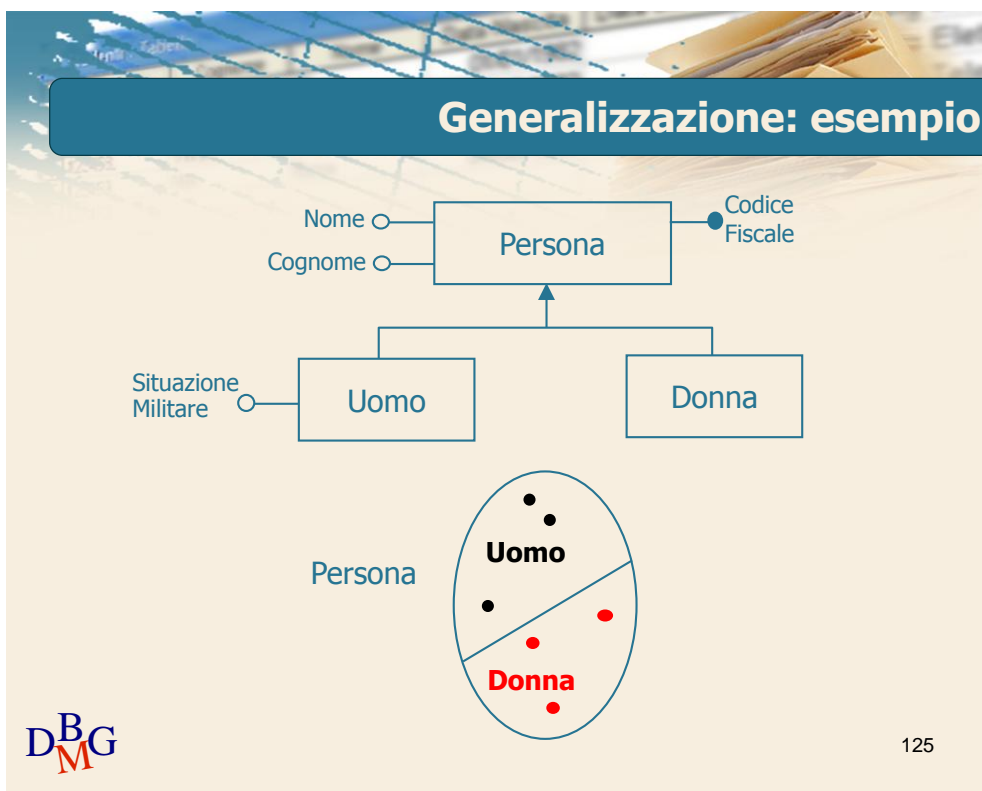 Generalizzazione: esempio
Nome
Cognome
Persona
Codice
Fiscale
Situazione
Militare
Uomo
Donna
Persona
Uomo
Donna
DBMG
125